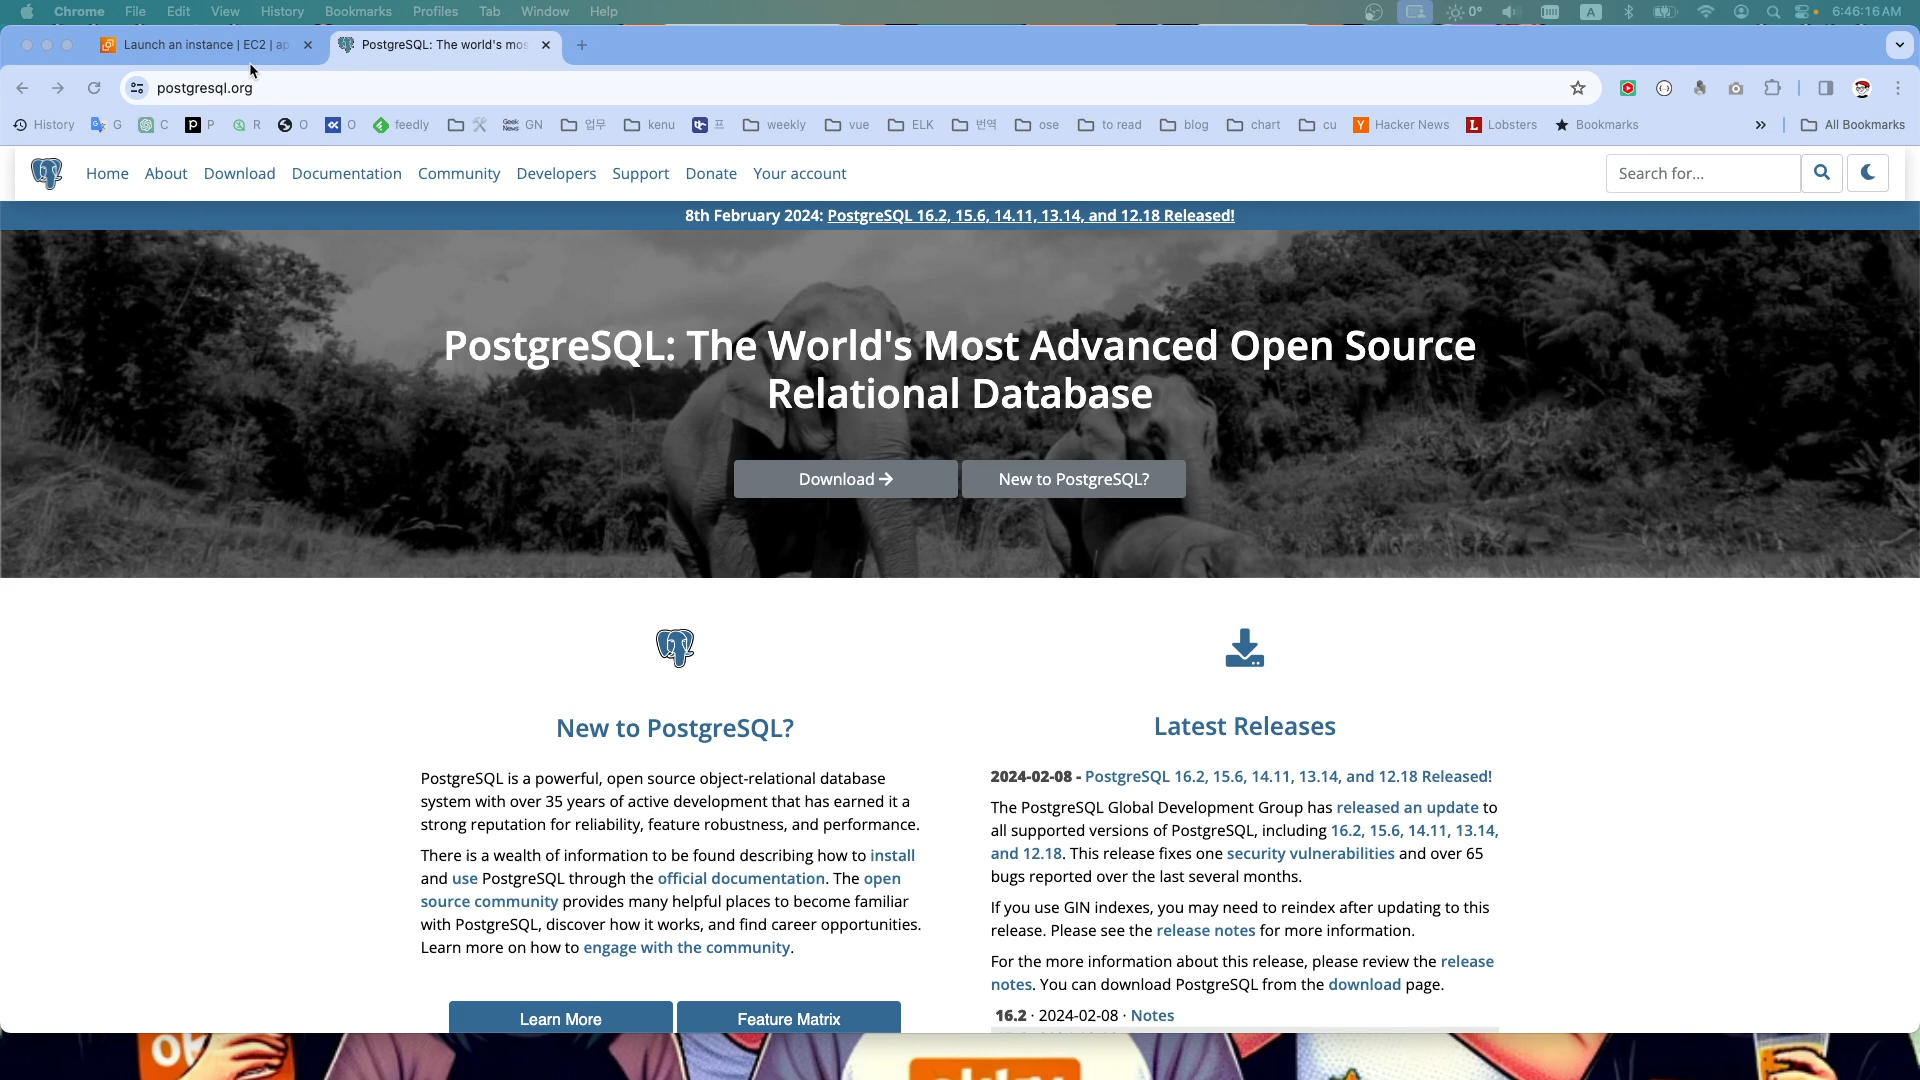 Chrome File Edit View History Bookmarks Profiles Tab Window Help 0° A 6:46:16 AM
Launch an instance | EC2 | ap PostgreSQL: The world's mos
postgresql.org
History G C P R O O feedly GN 업무 kenu 프 weekly vue ELK 번역 ose to read blog chart cu Hacker News Lobsters Bookmarks » All Bookmarks
Home About Download Documentation Community Developers Support Donate Your account Search for...
8th February 2024: PostgreSQL 16.2, 15.6, 14.11, 13.14, and 12.18 Released!
PostgreSQL: The World's Most Advanced Open Source
Relational Database
Download → New to PostgreSQL?
New to PostgreSQL?
PostgreSQL is a powerful, open source object-relational database
system with over 35 years of active development that has earned it a
strong reputation for reliability, feature robustness, and performance.
There is a wealth of information to be found describing how to install
and use PostgreSQL through the official documentation. The open
source community provides many helpful places to become familiar
with PostgreSQL, discover how it works, and find career opportunities.
Learn more on how to engage with the community.
Learn More Feature Matrix
Latest Releases
2024-02-08 - PostgreSQL 16.2, 15.6, 14.11, 13.14, and 12.18 Released!
The PostgreSQL Global Development Group has released an update to
all supported versions of PostgreSQL, including 16.2, 15.6, 14.11, 13.14,
and 12.18. This release fixes one security vulnerabilities and over 65
bugs reported over the last several months.
If you use GIN indexes, you may need to reindex after updating to this
release. Please see the release notes for more information.
For the more information about this release, please review the release
notes. You can download PostgreSQL from the download page.
16.2 · 2024-02-08 · Notes